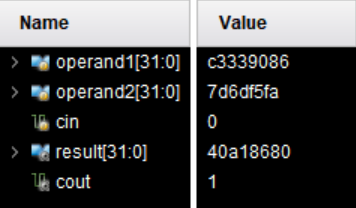 Name Value
operand1[31:0] c3339086
operand2[31:0] 7d6df5fa
cin 0
result[31:0] 40a18680
cout 1